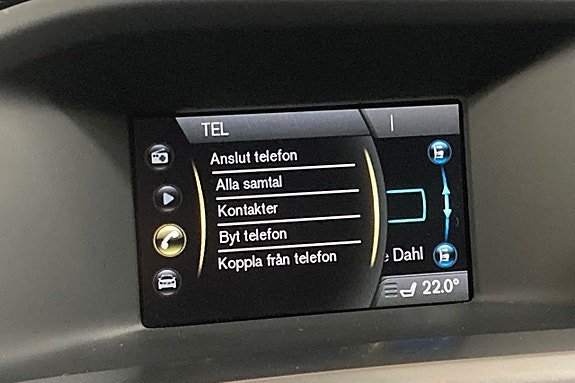 TEL
Anslut telefon
Alla samtal
Kontakter
Byt telefon
Koppla från telefon
Dahl
22.0°